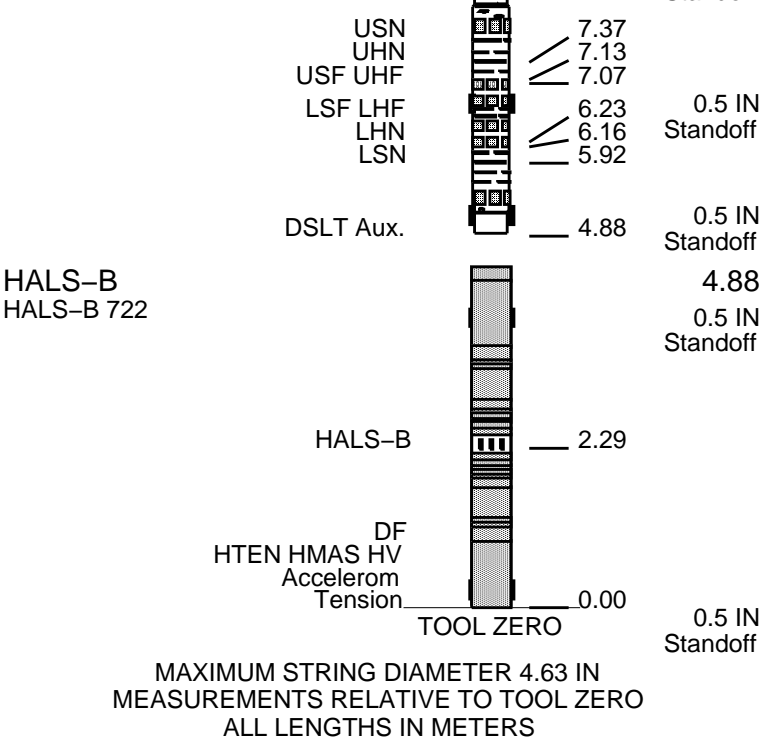 Standoff
USN 7.37
UHN 7.13
USF UHF 7.07
LSF LHF 6.23 0.5 IN
LHN 6.16 Standoff
LSN 5.92
DSLT Aux. 4.88 0.5 IN
Standoff
HALS−B 4.88
HALS−B 722 0.5 IN
Standoff
HALS−B 2.29
DF
HTEN HMAS HV
Accelerom
Tension 0.00 0.5 IN
TOOL ZERO Standoff
MAXIMUM STRING DIAMETER 4.63 IN
MEASUREMENTS RELATIVE TO TOOL ZERO
ALL LENGTHS IN METERS